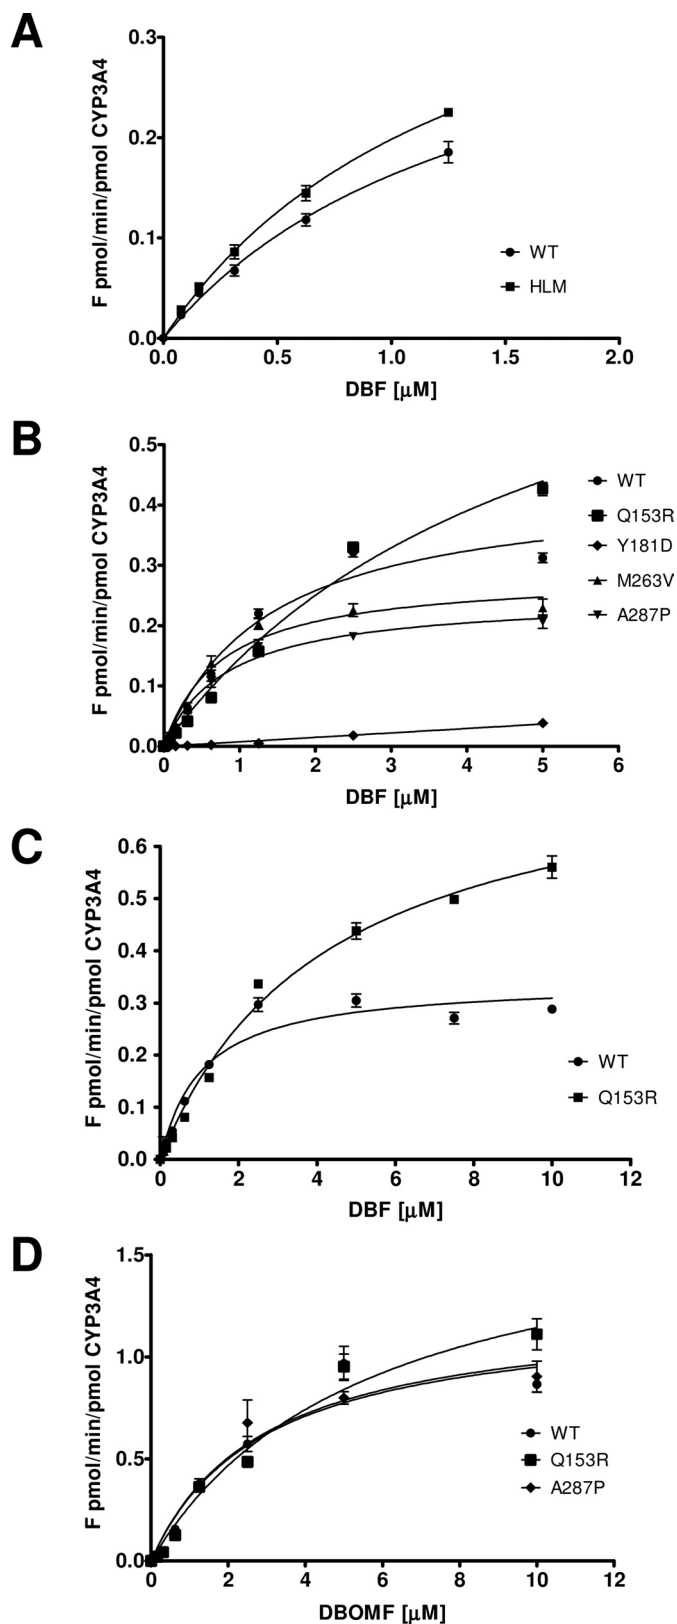 A
F pmol/min/pmol CYP3A4
0.3
0.2
0.1
0.0
WT
HLM
0.0 0.5 1.0 1.5 2.0
DBF [µM]
B
F pmol/min/pmol CYP3A4
0.5
0.4
0.3
0.2
0.1
0.0
WT
Q153R
Y181D
M263V
A287P
0 1 2 3 4 5 6
DBF [µM]
C
F pmol/min/pmol CYP3A4
0.6
0.5
0.4
0.3
0.2
0.1
0.0
WT
Q153R
0 2 4 6 8 10 12
DBF [µM]
D
F pmol/min/pmol CYP3A4
1.5
1.0
0.5
0.0
WT
Q153R
A287P
0 2 4 6 8 10 12
DBOMF [µM]